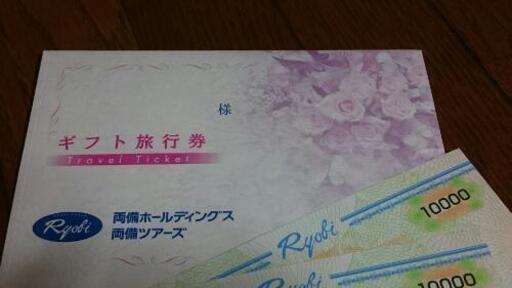 様
ギフト旅行券
Travel Ticket
Ryobi
両備ホールディングス
両備ツアーズ
Ryobi
10000
Ryobi
10000